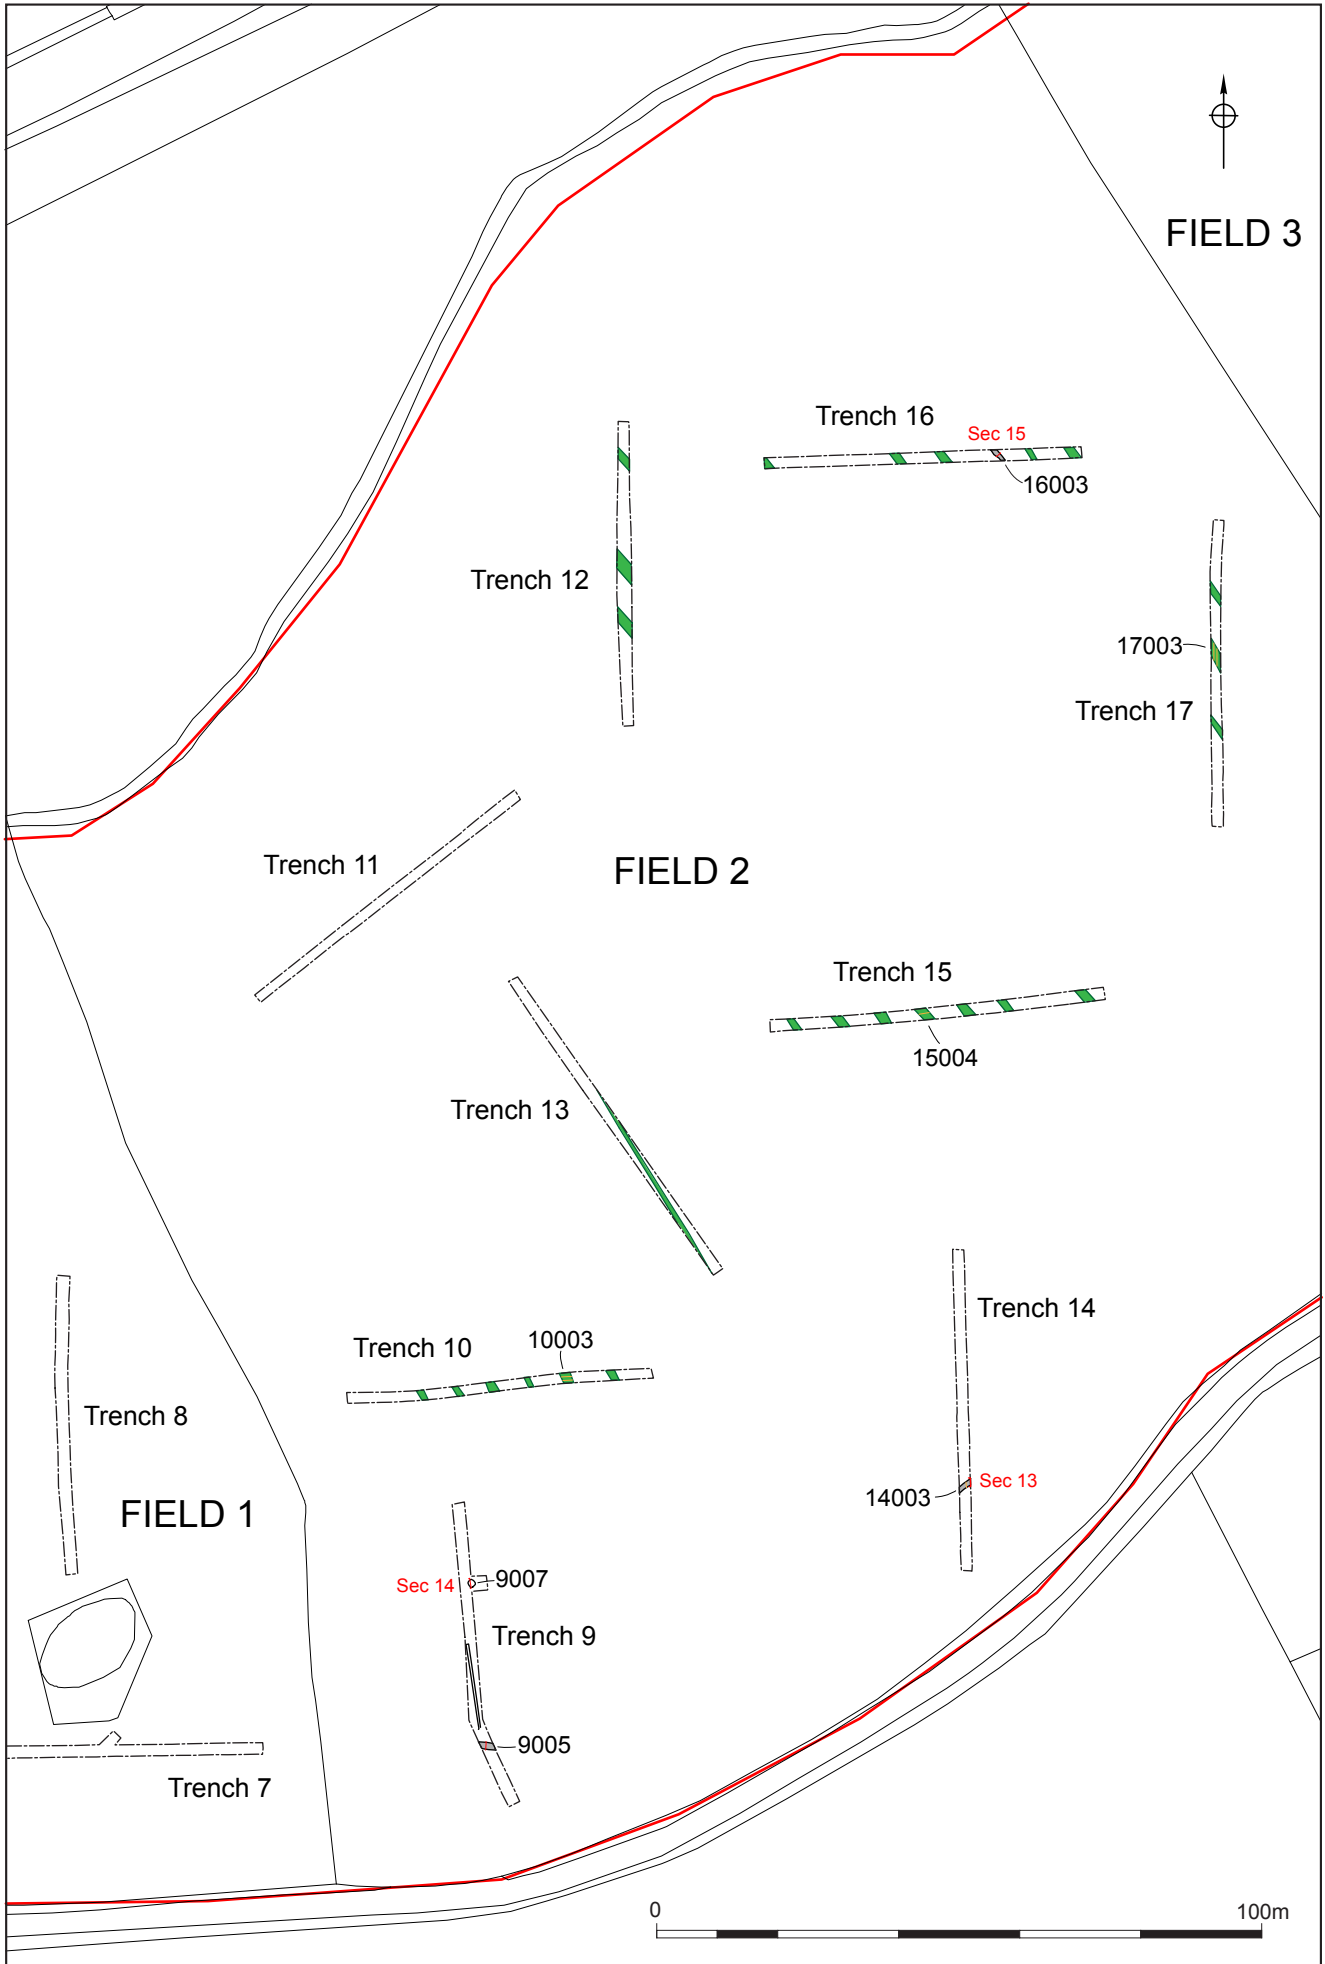 FIELD 3
Trench 16
Sec 15
16003
Trench 12
17003
Trench 17
Trench 11
FIELD 2
Trench 15
15004
Trench 13
Trench 14
10003
Trench 10
Trench 8
Sec 13
14003
FIELD 1
Sec 14
9007
Trench 9
9005
Trench 7
0
100m